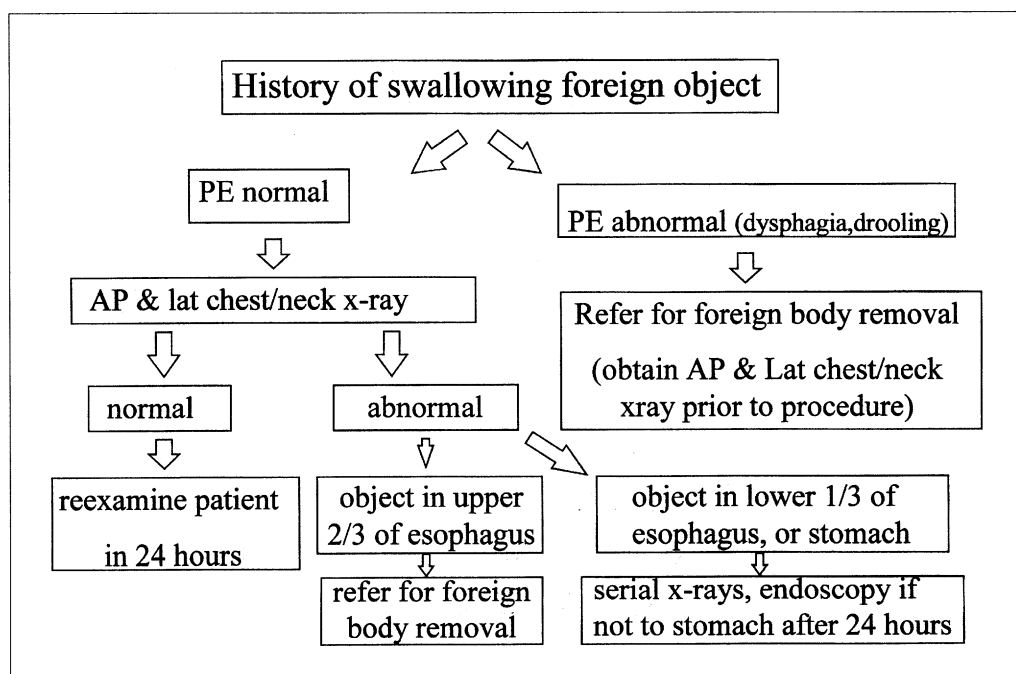 History of swallowing foreign object
PE normal
PE abnormal (dysphagia,drooling)
AP & lat chest/neck x-ray
Refer for foreign body removal
(obtain AP & Lat chest/neck
xray prior to procedure)
normal
abnormal
reexamine patient
in 24 hours
object in upper
2/3 of esophagus
object in lower 1/3 of
esophagus, or stomach
refer for foreign
body removal
serial x-rays, endoscopy if
not to stomach after 24 hours